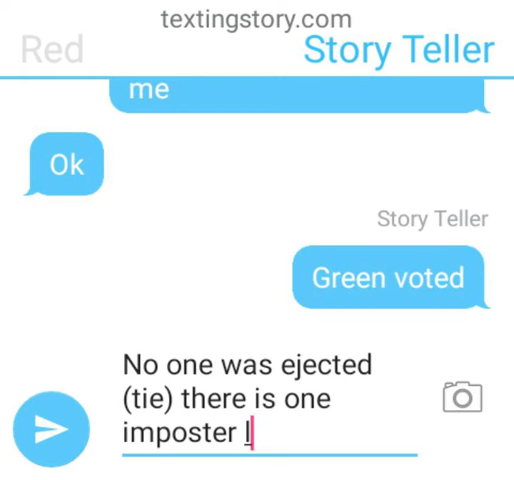 textingstory.com
Red
Story Teller
me
Ok
Story Teller
Green voted
No one was ejected
(tie) there is one
imposter l